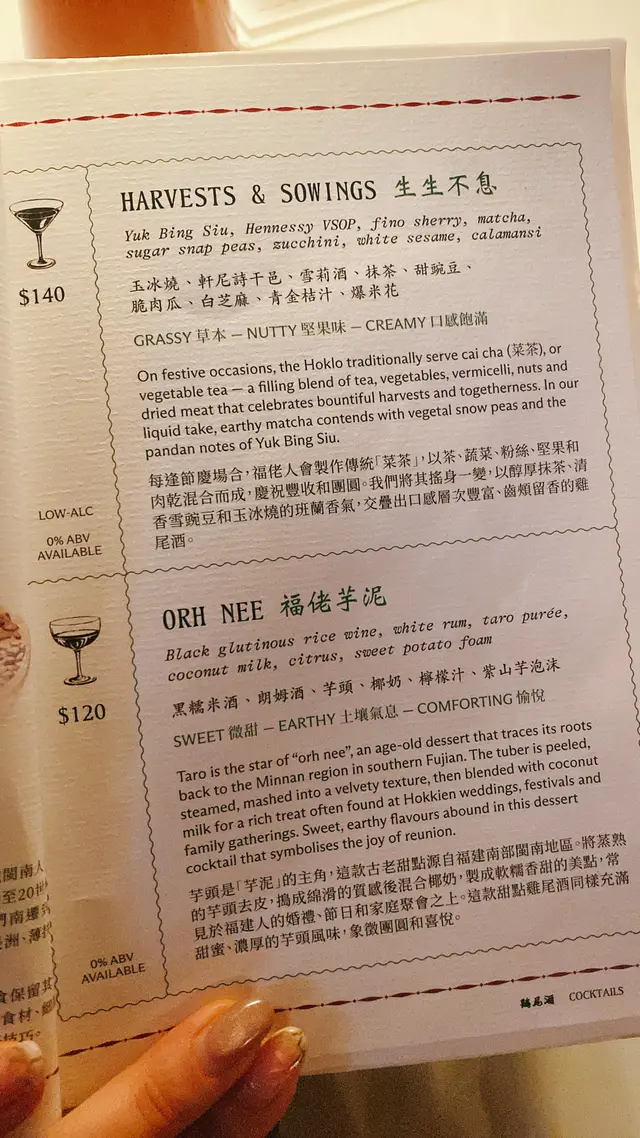 HARVESTS & SOWINGS 生生不息
Yuk Bing Siu, Hennessy VSOP, fino sherry, matcha,
sugar snap peas, zucchini, white sesame, calamansi
玉冰燒、軒尼詩干邑、雪莉酒、抹茶、甜豌豆、
脆肉瓜、白芝麻、青金桔汁、爆米花
$140
GRASSY 草本 — NUTTY 堅果味 — CREAMY 口感飽滿
On festive occasions, the Hoklo traditionally serve cai cha (菜茶), or
vegetable tea — a filling blend of tea, vegetables, vermicelli, nuts and
dried meat that celebrates bountiful harvests and togetherness. In our
liquid take, earthy matcha contends with vegetal snow peas and the
pandan notes of Yuk Bing Siu.
每逢節慶場合，福佬人會製作傳統「菜茶」，以茶、蔬菜、粉絲、堅果和
肉乾混合而成，慶祝豐收和團圓。我們將其搖身一變，以醇厚抹茶、清
香雪豌豆和玉冰燒的班蘭香氣，交疊出口感層次豐富、齒頰留香的雞
尾酒。
LOW-ALC
0% ABV
AVAILABLE
ORH NEE 福佬芋泥
Black glutinous rice wine, white rum, taro purée,
coconut milk, citrus, sweet potato foam
黑糯米酒、朗姆酒、芋頭、椰奶、檸檬汁、紫山芋泡沫
$120
SWEET 微甜 — EARTHY 土壤氣息 — COMFORTING 愉悅
Taro is the star of “orh nee”, an age-old dessert that traces its roots
back to the Minnan region in southern Fujian. The tuber is peeled,
steamed, mashed into a velvety texture, then blended with coconut
milk for a rich treat often found at Hokkien weddings, festivals and
family gatherings. Sweet, earthy flavours abound in this dessert
cocktail that symbolises the joy of reunion.
芋頭是「芋泥」的主角，這款古老甜點源自福建南部閩南地區。將蒸熟
的芋頭去皮，搗成綿滑的質感後混合椰奶，製成軟糯香甜的美點，常
見於福建人的婚禮、節日和家庭聚會之上。這款甜點雞尾酒同樣充滿
甜蜜、濃厚的芋頭風味，象徵團圓和喜悅。
0% ABV
AVAILABLE
閩南人
至20世
們南遷
洲、薄
食保留其
食材、
技巧。
雞尾酒 COCKTAILS